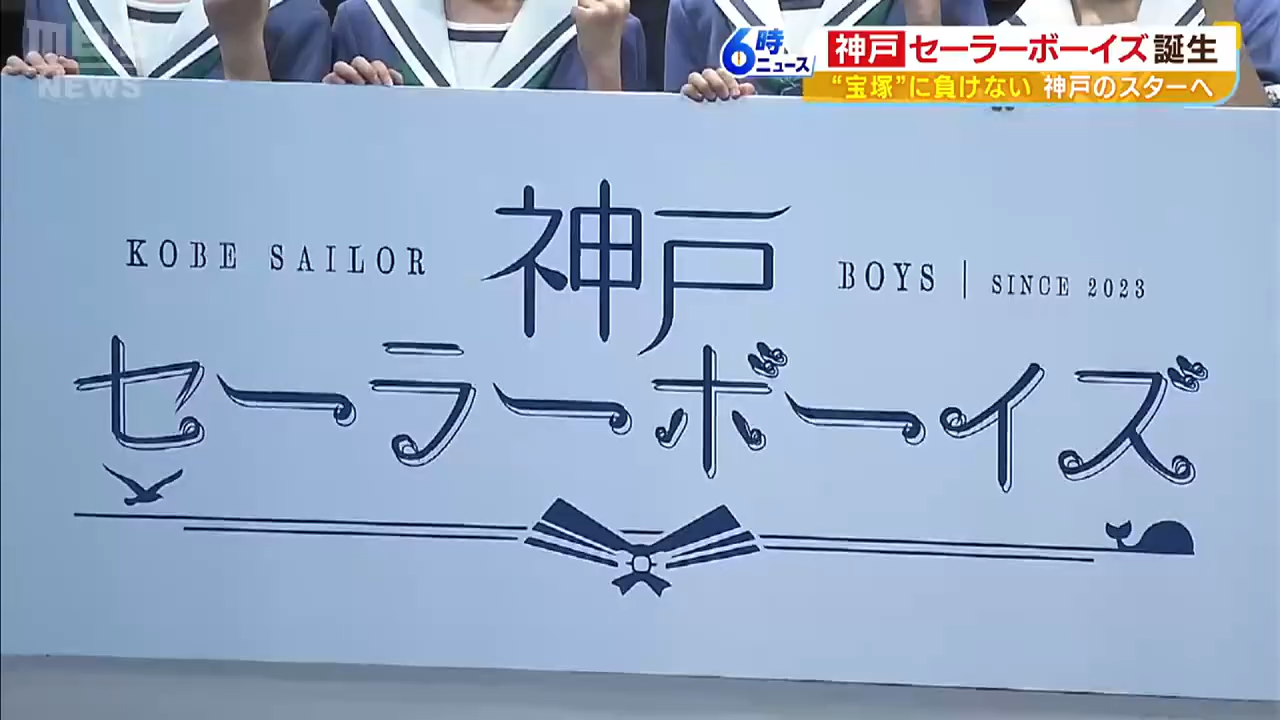 MBS
NEWS
6時
ニュース
神戸 セーラーボーイズ 誕生
“宝塚”に負けない 神戸のスターへ
KOBE SAILOR
神戸
BOYS | SINCE 2023
セーラーボーイズ